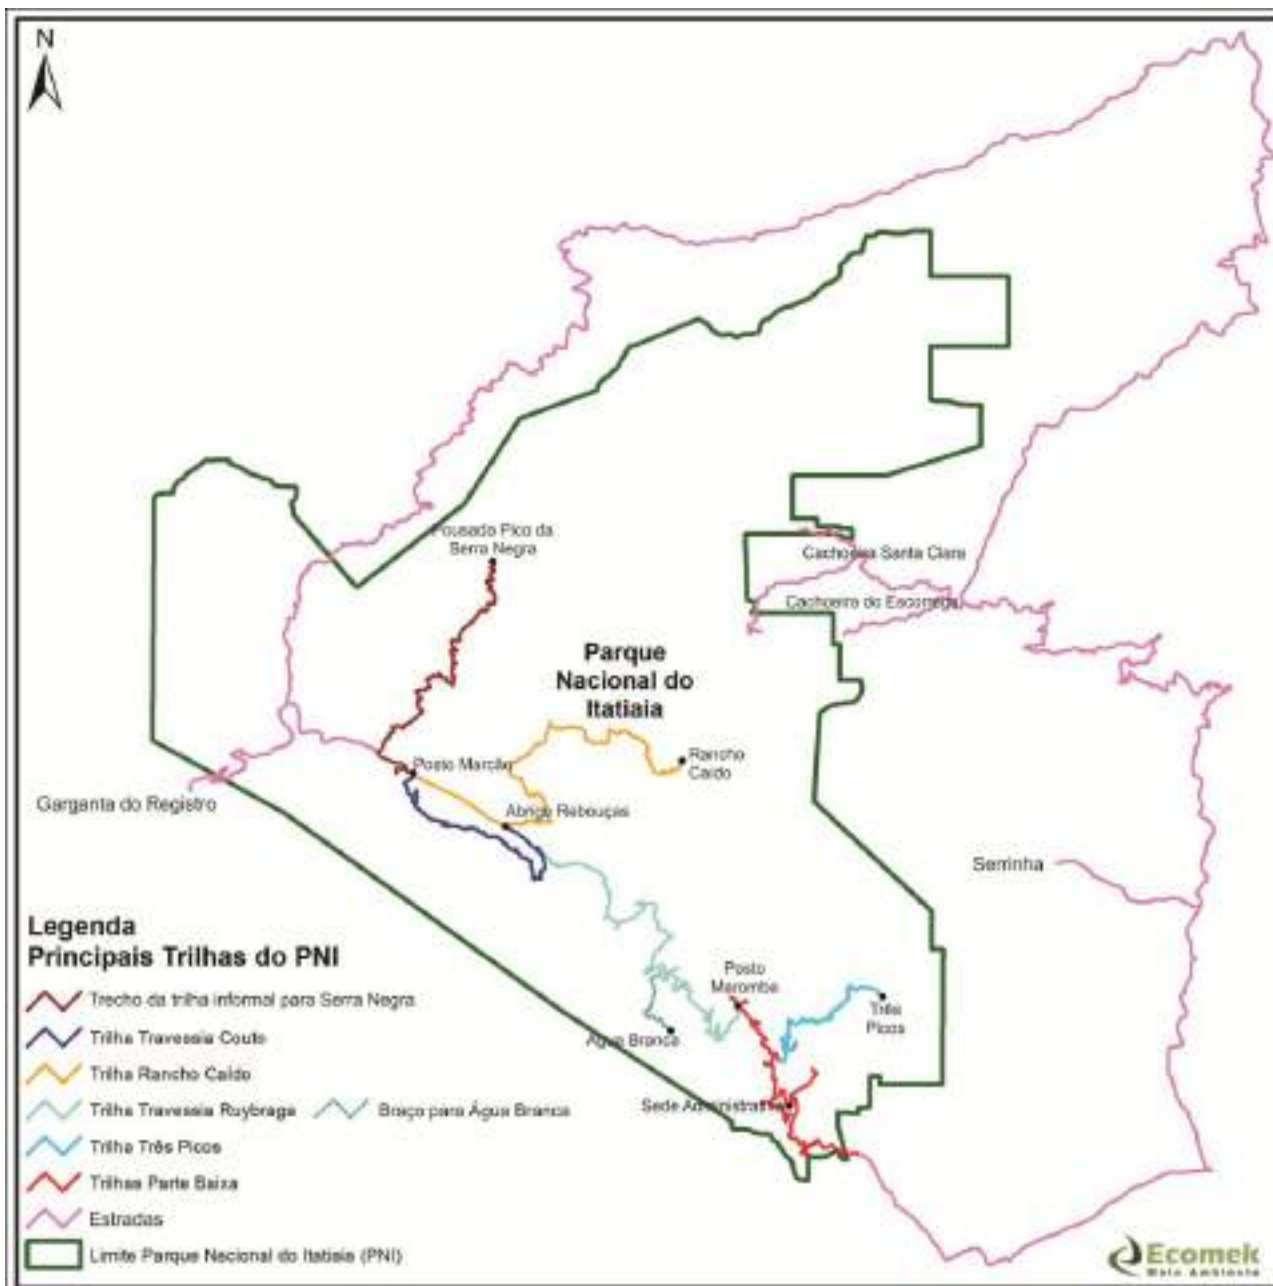 N
Pousada Pico da
Serra Negra
Cachoeira Santa Clara
Cachoeira do Escorrega
Parque
Nacional do
Itatiaia
Posto Marcão
Rancho
Caído
Garganta do Registro
Abrigo Rebouças
Serrinha
Posto
Maromba
Três
Picos
Água Branca
Sede Administrativa
Legenda
Principais Trilhas do PNI
Trecho da trilha informal para Serra Negra
Trilha Travessia Couto
Trilha Rancho Caído
Trilha Travessia Ruybraga Braço para Água Branca
Trilha Três Picos
Trilhas Parte Baixa
Estradas
Limite Parque Nacional do Itatiaia (PNI)
Ecomek
Meio Ambiente